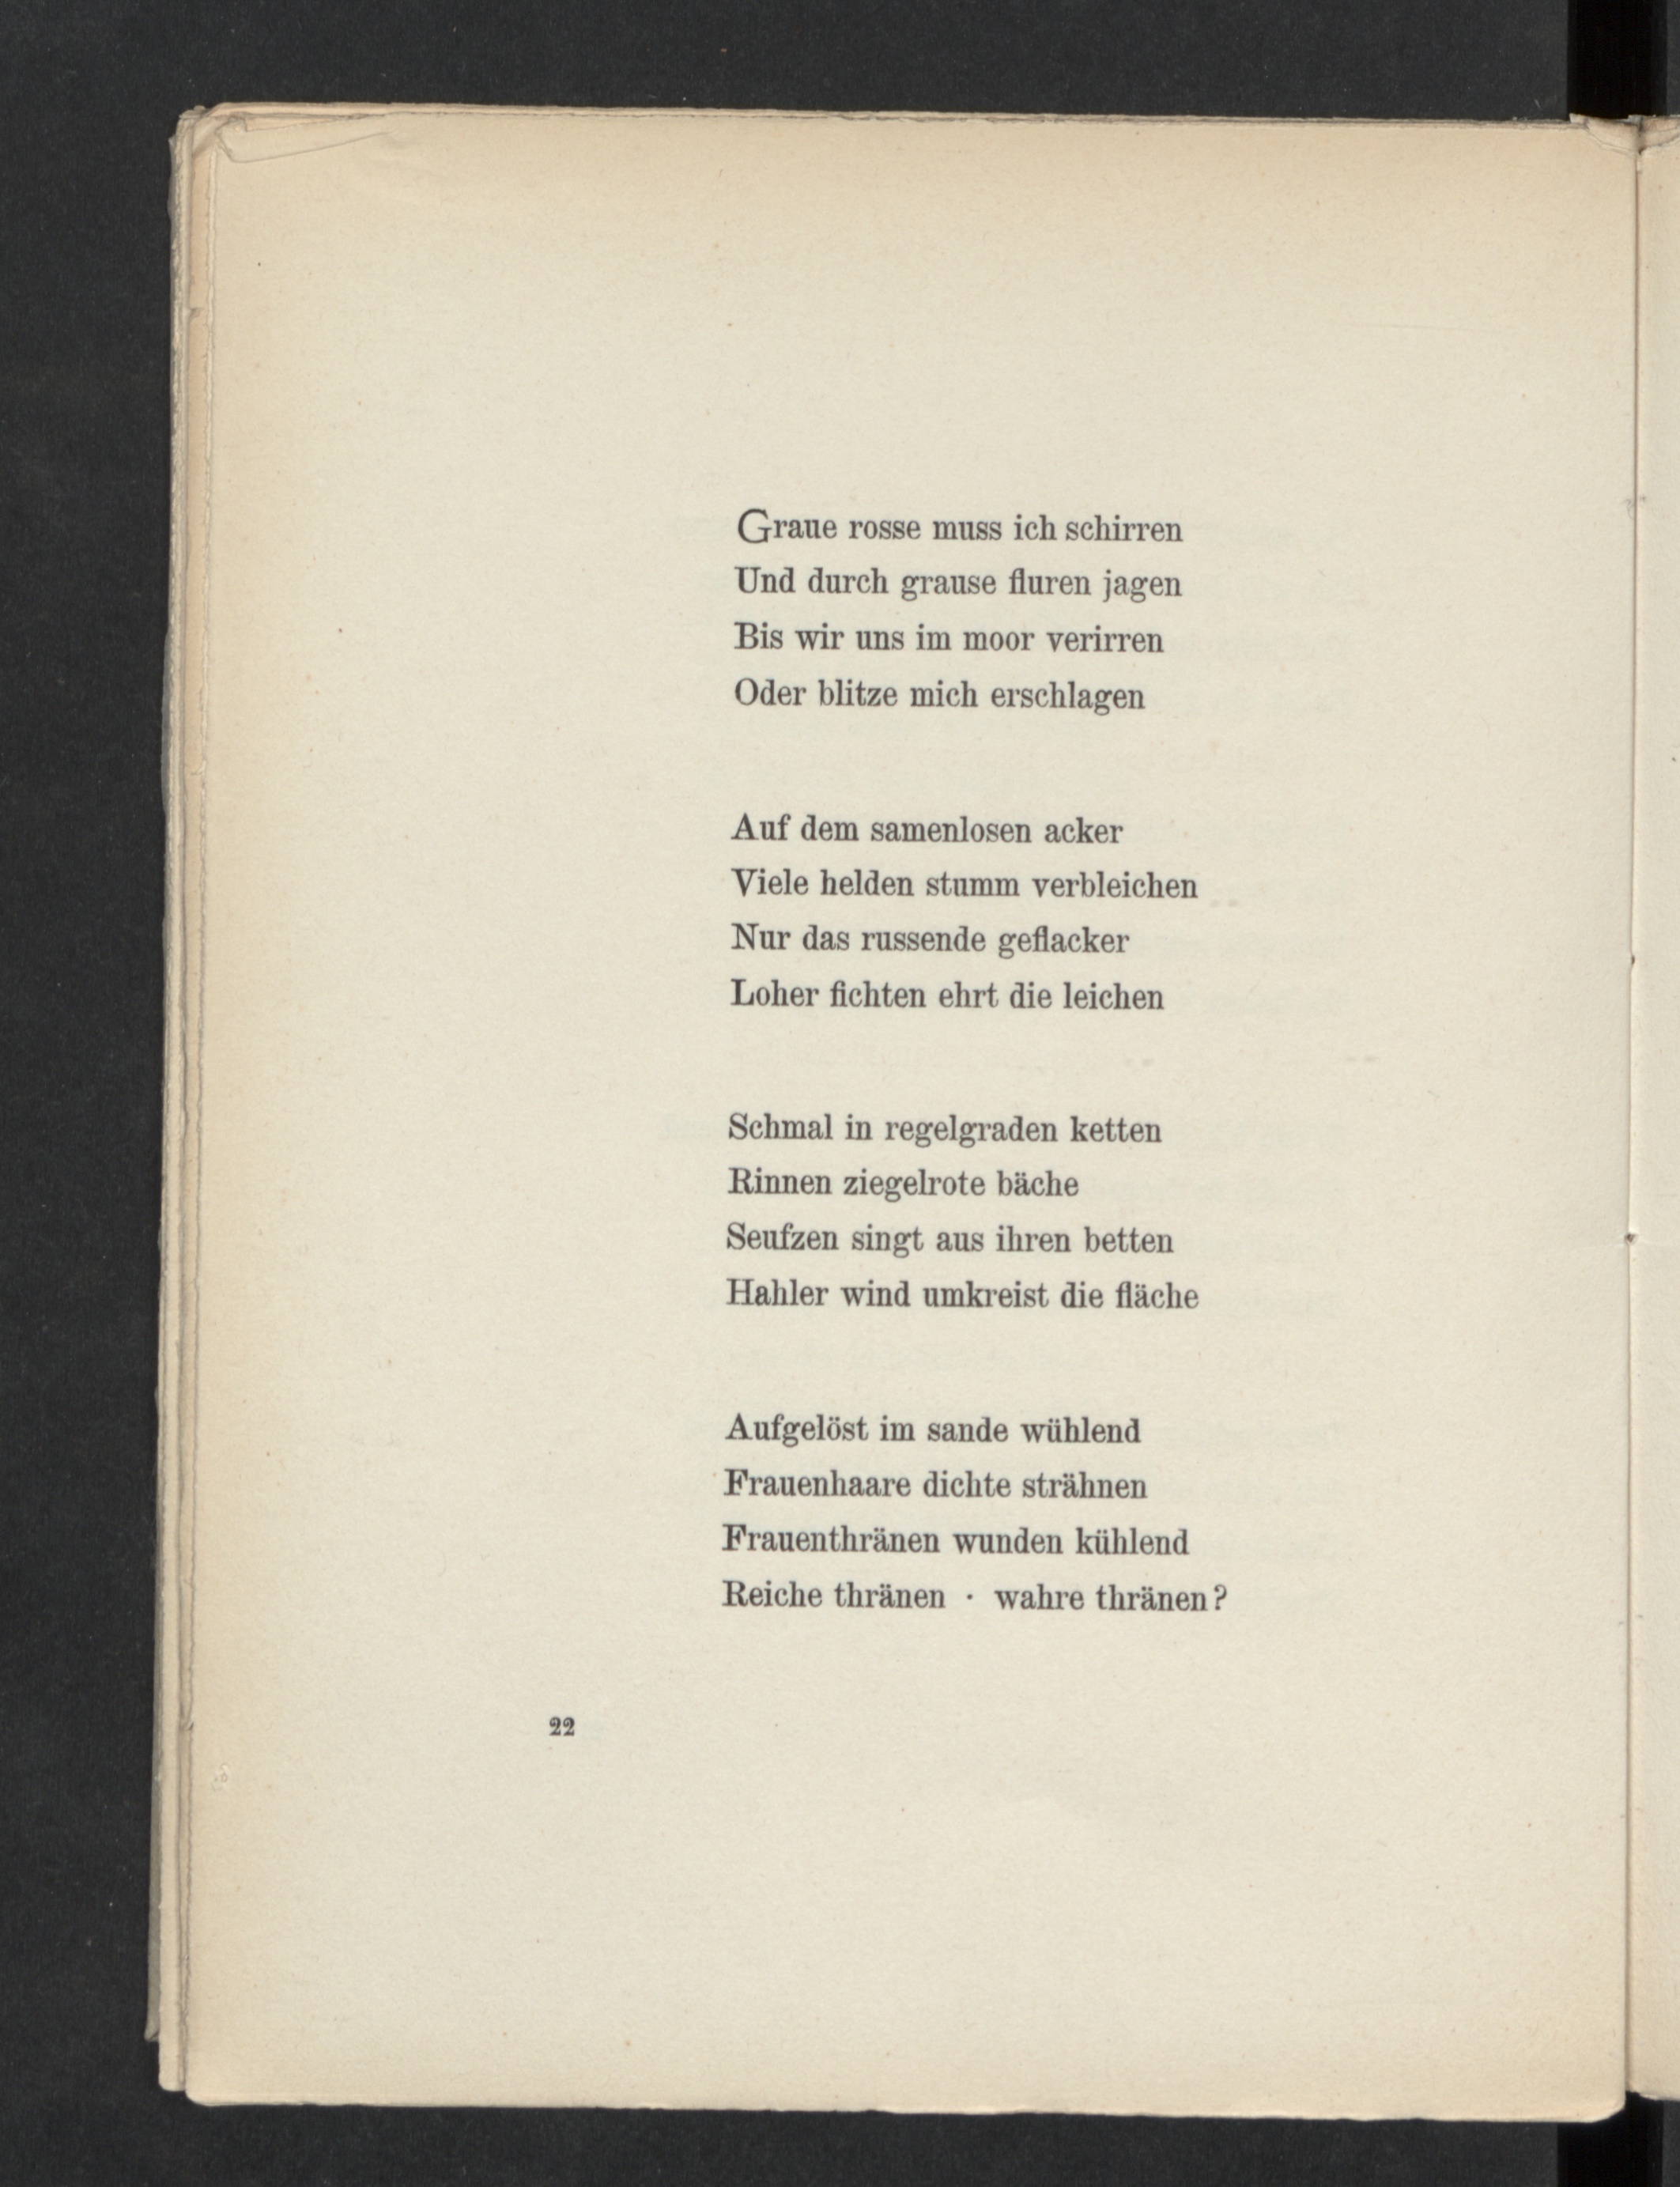 Graue rosse muss ich schirren
Und durch grause fluren jagen
Bis wir uns im moor verirren
Oder blitze mich erschlagen
Auf dem samenlosen acker
Viele helden stumm verbleichen
Nur das russende geflacker
Loher fichten ehrt die leichen
Schmal in regelgraden ketten
Rinnen ziegelrote bäche
Seufzen singt aus ihren betten
Hahler wind umkreist die fläche
Aufgelöst im sande wühlend
Frauenhaare dichte strähnen
Frauenthränen wunden kühlend
Reiche thränen · wahre thränen?
22